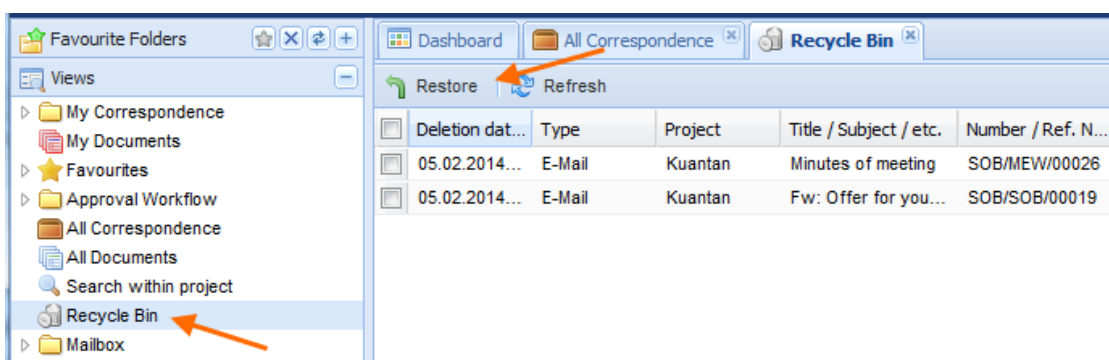 Favourite Folders
Views
My Correspondence
My Documents
Favourites
Approval Workflow
All Correspondence
All Documents
Search within project
Recycle Bin
Mailbox
Dashboard All Correspondence Recycle Bin
Restore Refresh
Deletion dat... Type Project Title / Subject / etc. Number / Ref. N...
05.02.2014... E-Mail Kuantan Minutes of meeting SOB/MEW/00026
05.02.2014... E-Mail Kuantan Fw: Offer for you... SOB/SOB/00019